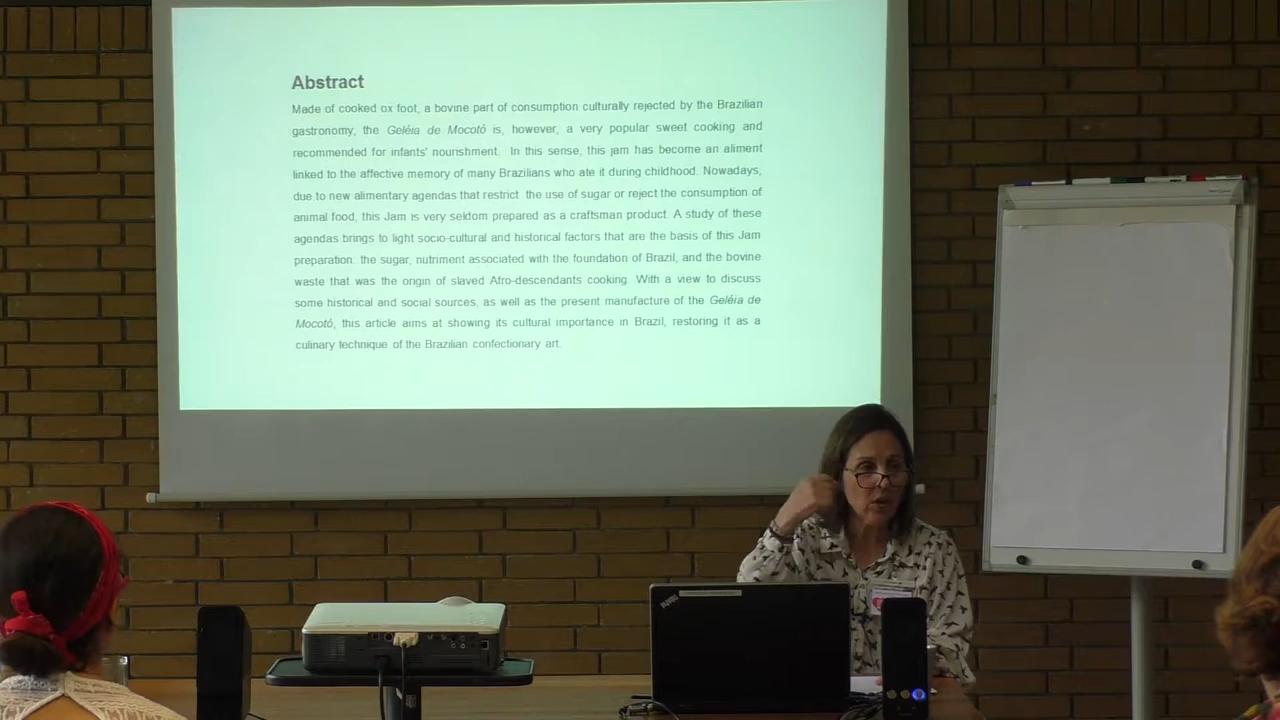 Abstract
Made of cooked ox foot, a bovine part of consumption culturally rejected by the Brazilian
gastronomy, the Geléia de Mocotó is, however, a very popular sweet cooking and
recommended for infants' nourishment. In this sense, this jam has become an aliment
linked to the affective memory of many Brazilians who ate it during childhood. Nowadays,
due to new alimentary agendas that restrict the use of sugar or reject the consumption of
animal food, this Jam is very seldom prepared as a craftsman product. A study of these
agendas brings to light socio-cultural and historical factors that are the basis of this Jam
preparation: the sugar, nutriment associated with the foundation of Brazil, and the bovine
waste that was the origin of slaved Afro-descendants cooking. With a view to discuss
some historical and social sources, as well as the present manufacture of the Geléia de
Mocotó, this article aims at showing its cultural importance in Brazil, restoring it as a
culinary technique of the Brazilian confectionary art.